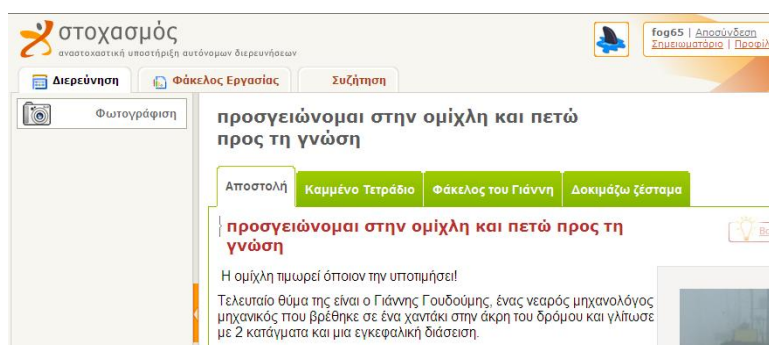 στοχασμός
αναστοχαστική υποστήριξη αυτόνομων διερευνήσεων
fog65 | Αποσύνδεση
Σημειωματάριο | Προφίλ
Διερεύνηση
Φάκελος Εργασίας
Συζήτηση
Φωτογράφιση
προσγειώνομαι στην ομίχλη και πετώ
προς τη γνώση
Αποστολή
Καμμένο Τετράδιο
Φάκελος του Γιάννη
Δοκιμάζω ζέσταμα
προσγειώνομαι στην ομίχλη και πετώ προς τη
γνώση
Η ομίχλη τιμωρεί όποιον την υποτιμήσει!
Τελευταίο θύμα της είναι ο Γιάννης Γουδούμης, ένας νεαρός μηχανολόγος
μηχανικός που βρέθηκε σε ένα χαντάκι στην άκρη του δρόμου και γλίτωσε
με 2 κατάγματα και μια εγκεφαλική διάσειση.